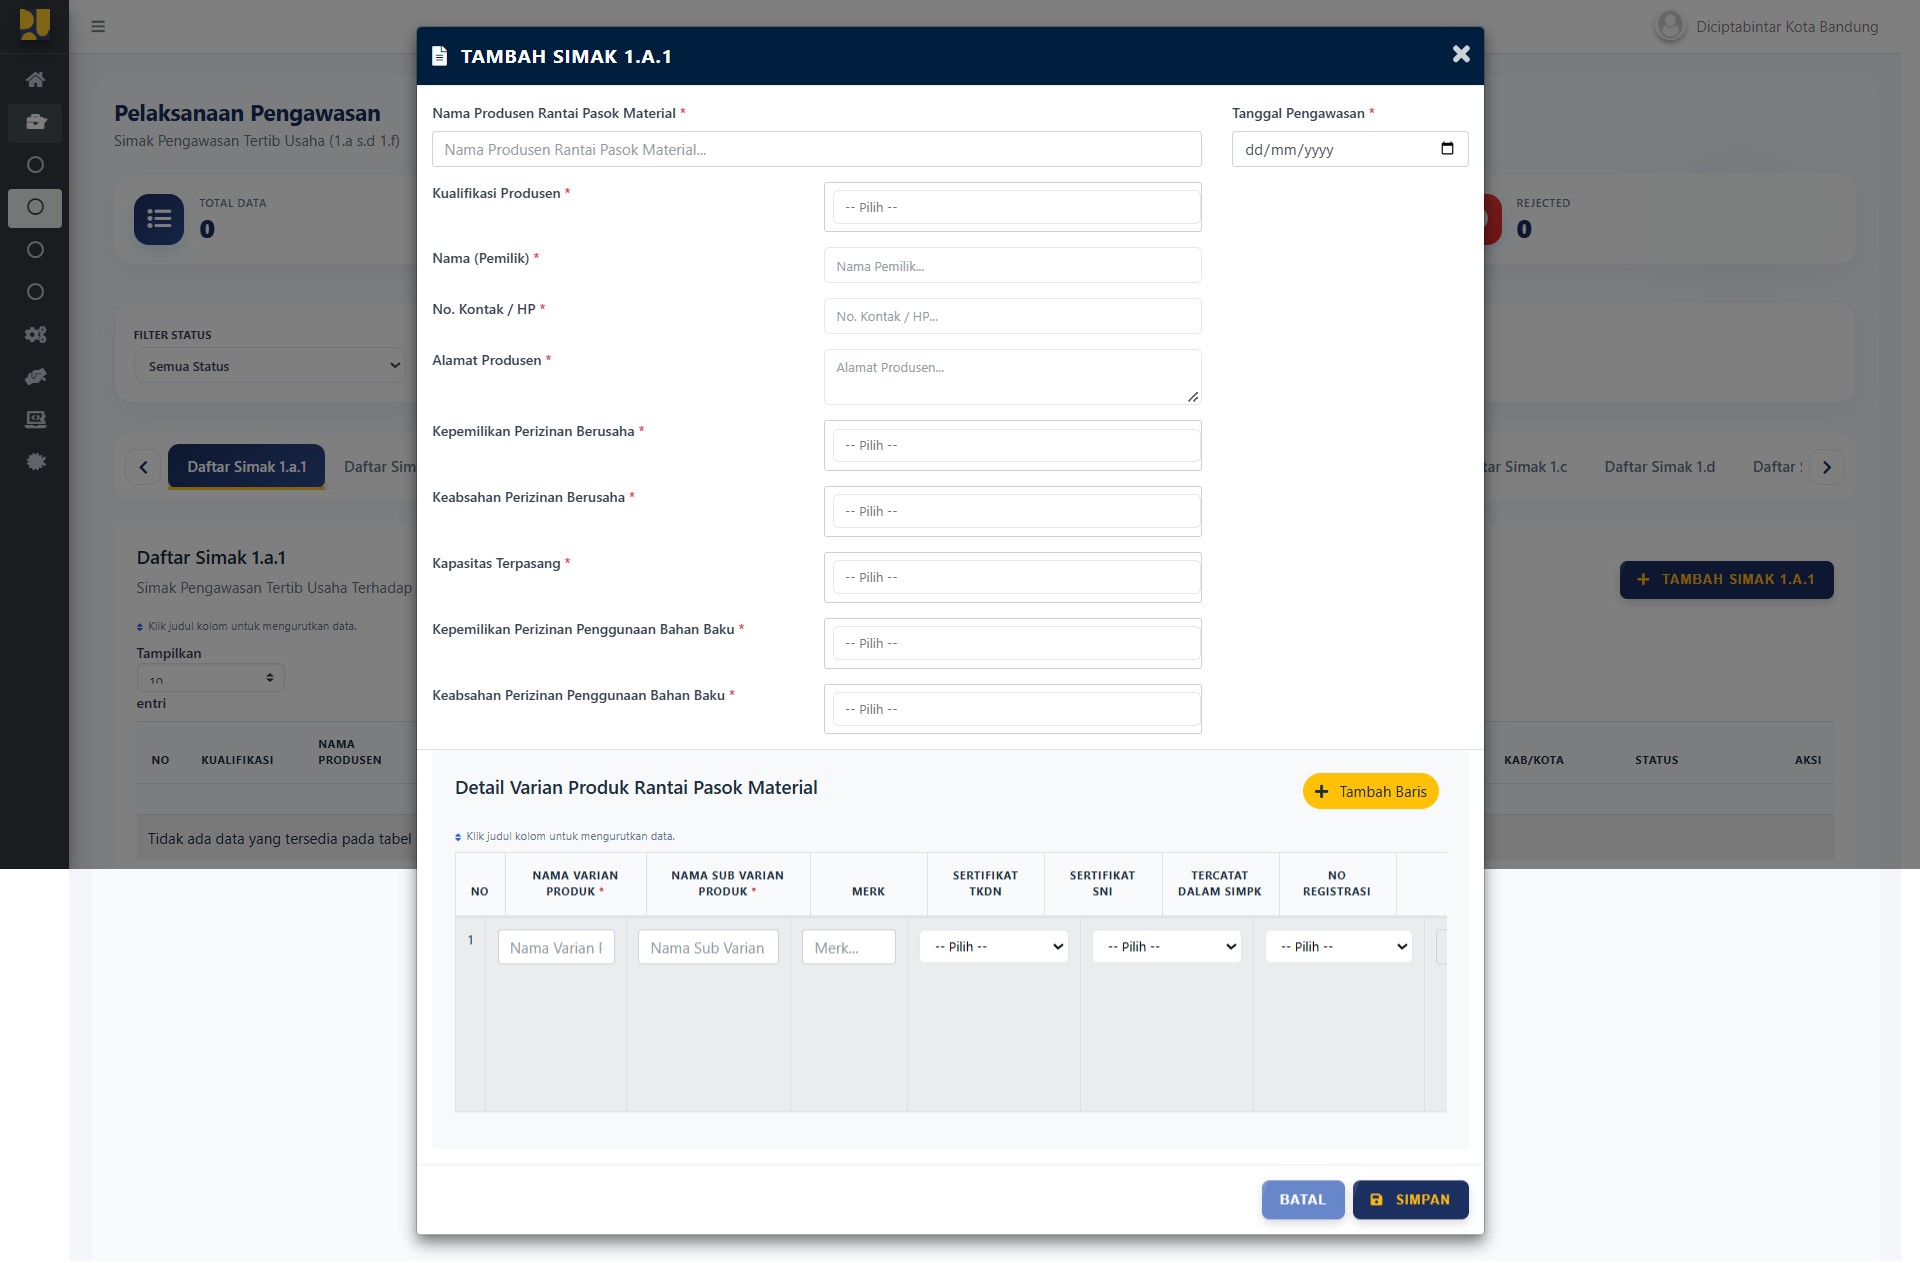 Diciptabintar Kota Bandung
Pelaksanaan Pengawasan
Simak Pengawasan Tertib Usaha (1.a s.d 1.f)
TOTAL DATA
0
REJECTED
0
FILTER STATUS
Semua Status
Daftar Simak 1.a.1
Daftar Sim
tar Simak 1.c
Daftar Simak 1.d
Daftar
Daftar Simak 1.a.1
Simak Pengawasan Tertib Usaha Terhadap
TAMBAH SIMAK 1.A.1
Klik judul kolom untuk mengurutkan data.
Tampilkan
10
entri
NO
KUALIFIKASI
NAMA PRODUSEN
KAB/KOTA
STATUS
AKSI
Tidak ada data yang tersedia pada tabel
TAMBAH SIMAK 1.A.1
Nama Produsen Rantai Pasok Material *
Nama Produsen Rantai Pasok Material...
Tanggal Pengawasan *
dd/mm/yyyy
Kualifikasi Produsen *
-- Pilih --
Nama (Pemilik) *
Nama Pemilik...
No. Kontak / HP *
No. Kontak / HP...
Alamat Produsen *
Alamat Produsen...
Kepemilikan Perizinan Berusaha *
-- Pilih --
Keabsahan Perizinan Berusaha *
-- Pilih --
Kapasitas Terpasang *
-- Pilih --
Kepemilikan Perizinan Penggunaan Bahan Baku *
-- Pilih --
Keabsahan Perizinan Penggunaan Bahan Baku *
-- Pilih --
Detail Varian Produk Rantai Pasok Material
Tambah Baris
Klik judul kolom untuk mengurutkan data.
NO
NAMA VARIAN PRODUK *
NAMA SUB VARIAN PRODUK *
MERK
SERTIFIKAT TKDN
SERTIFIKAT SNI
TERCATAT DALAM SIMPK
NO REGISTRASI
1
Nama Varian
Nama Sub Varian
Merk...
-- Pilih --
-- Pilih --
-- Pilih --
BATAL
SIMPAN